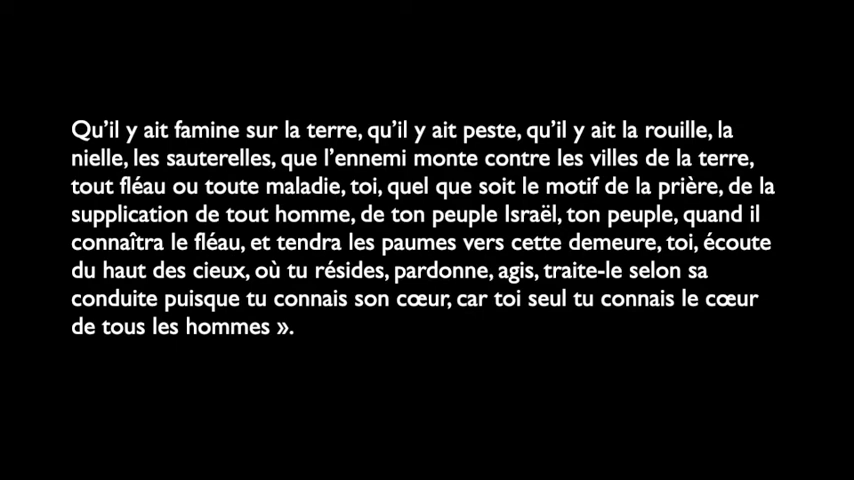 Qu’il y ait famine sur la terre, qu’il y ait peste, qu’il y ait la rouille, la
nielle, les sauterelles, que l’ennemi monte contre les villes de la terre,
tout fléau ou toute maladie, toi, quel que soit le motif de la prière, de la
supplication de tout homme, de ton peuple Israël, ton peuple, quand il
connaîtra le fléau, et tendra les paumes vers cette demeure, toi, écoute
du haut des cieux, où tu résides, pardonne, agis, traite-le selon sa
conduite puisque tu connais son cœur, car toi seul tu connais le cœur
de tous les hommes ».